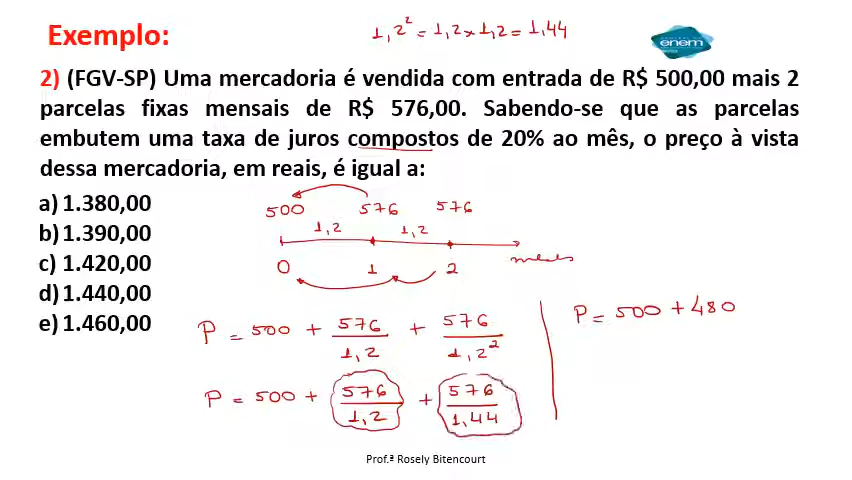 Exemplo:
1,2² = 1,2 x 1,2 = 1,44
enem
2) (FGV-SP) Uma mercadoria é vendida com entrada de R$ 500,00 mais 2
parcelas fixas mensais de R$ 576,00. Sabendo-se que as parcelas
embutem uma taxa de juros compostos de 20% ao mês, o preço à vista
dessa mercadoria, em reais, é igual a:
a) 1.380,00
b) 1.390,00
c) 1.420,00
d) 1.440,00
e) 1.460,00
500 576 576
1,2 1,2
meses
0 1 2
P = 500 + 576/1,2 + 576/1,2²
P = 500 + 576/1,2 + 576/1,44
P = 500 + 480
Prof.ª Rosely Bitencourt